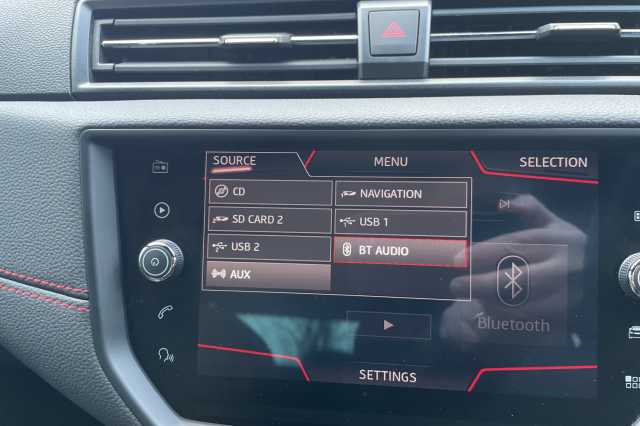 SOURCE
MENU
SELECTION
CD
NAVIGATION
SD CARD 2
USB 1
USB 2
BT AUDIO
AUX
Bluetooth
SETTINGS